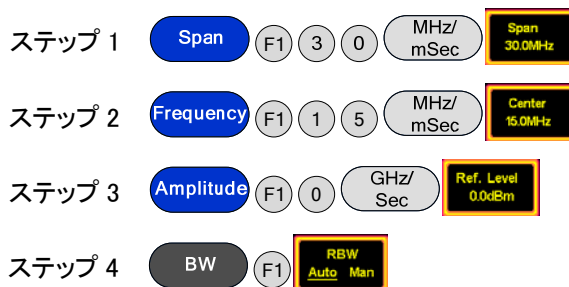 ステップ 1 Span F1 3 0 MHz/ mSec Span 30.0MHz
ステップ 2 Frequency F1 1 5 MHz/ mSec Center 15.0MHz
ステップ 3 Amplitude F1 0 GHz/ Sec Ref. Level 0.0dBm
ステップ 4 BW F1 RBW Auto Man